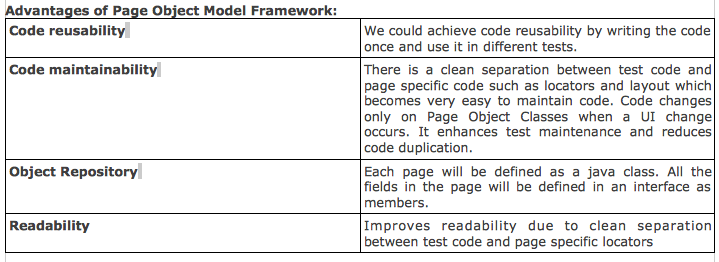 Advantages of Page Object Model Framework:
Code reusability
We could achieve code reusability by writing the code
once and use it in different tests.
Code maintainability
There is a clean separation between test code and
page specific code such as locators and layout which
becomes very easy to maintain code. Code changes
only on Page Object Classes when a UI change
occurs. It enhances test maintenance and reduces
code duplication.
Object Repository
Each page will be defined as a java class. All the
fields in the page will be defined in an interface as
members.
Readability
Improves readability due to clean separation
between test code and page specific locators